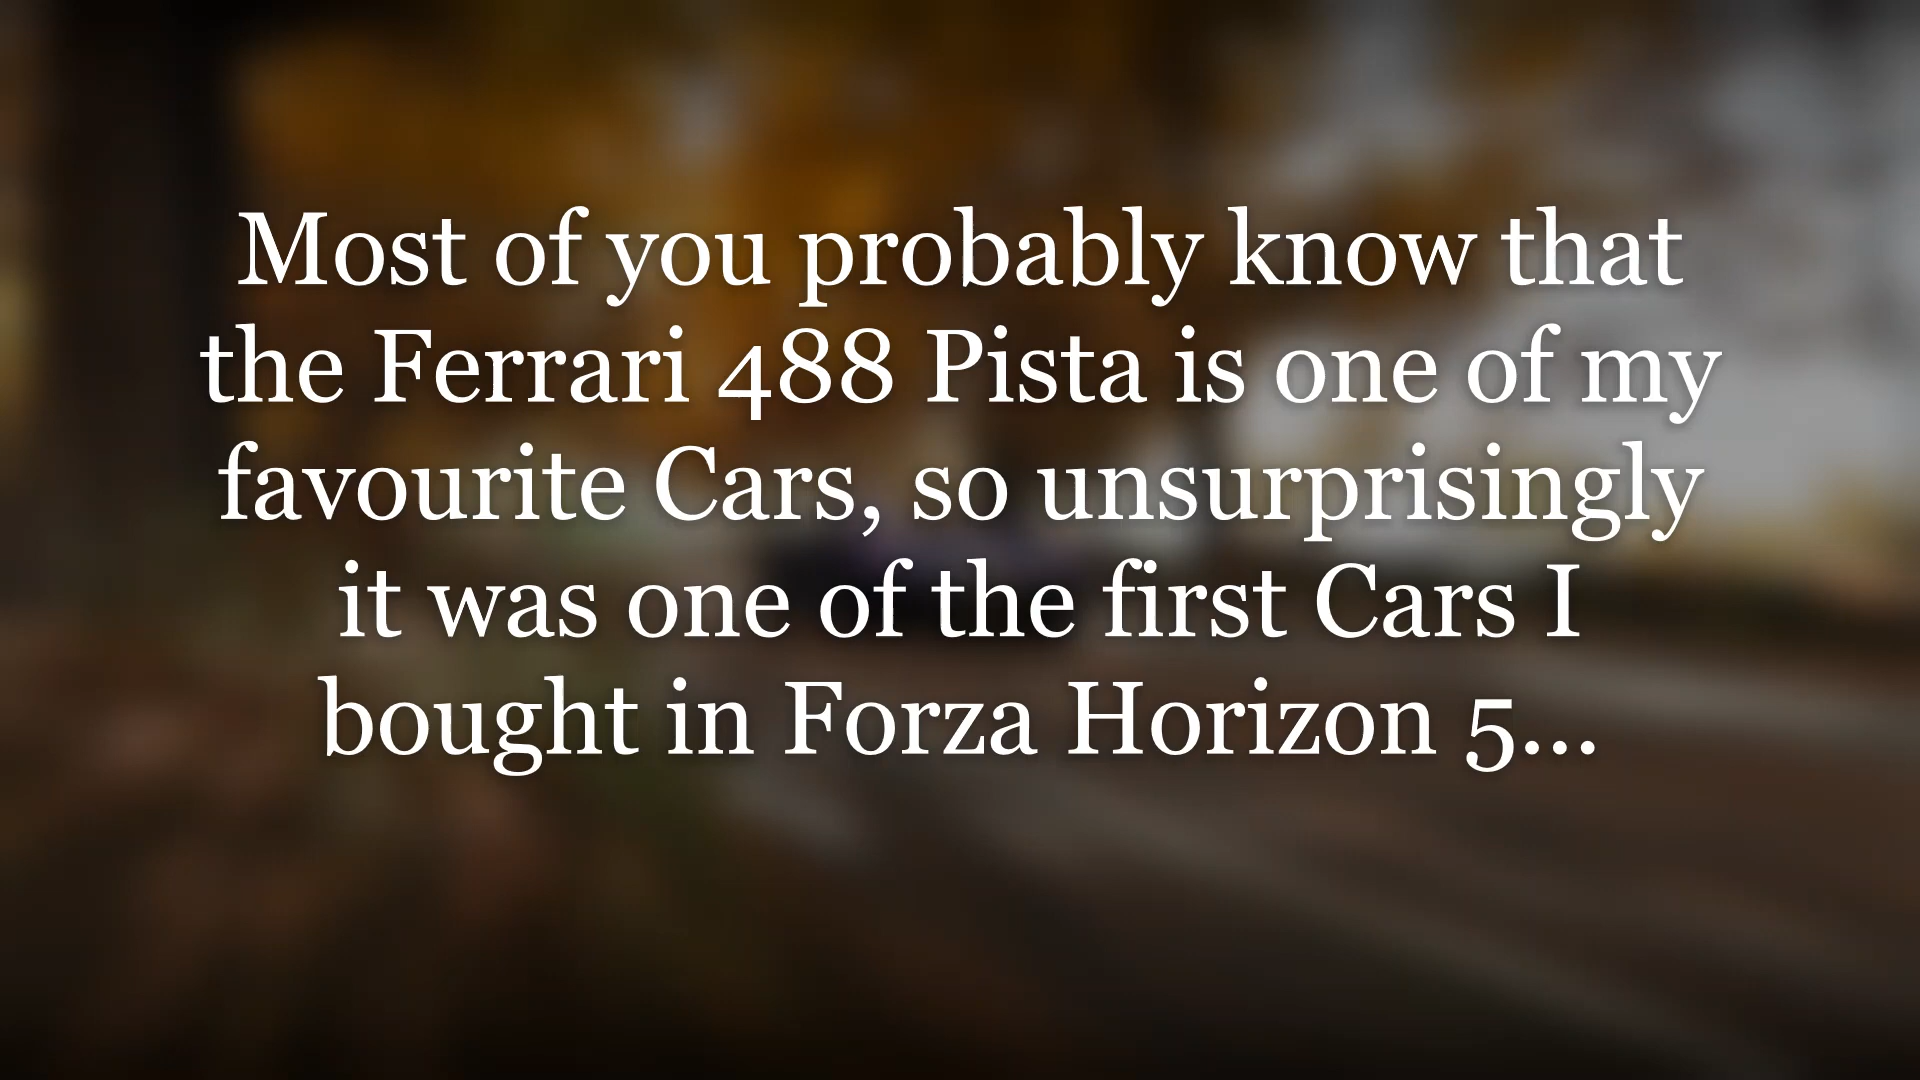 Most of you probably know that
the Ferrari 488 Pista is one of my
favourite Cars, so unsurprisingly
it was one of the first Cars I
bought in Forza Horizon 5...